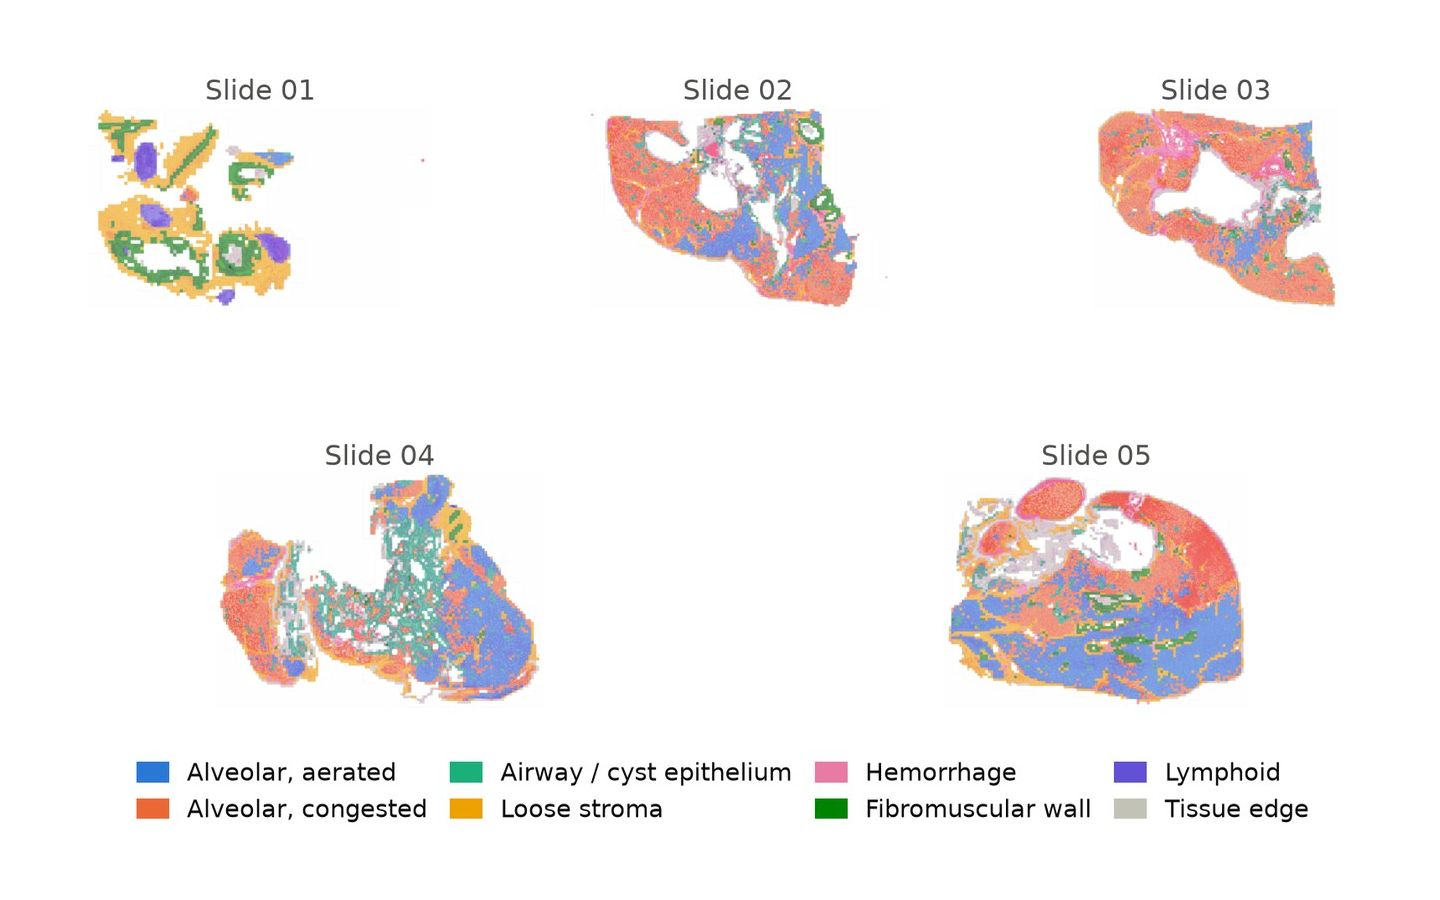 Slide 01
Slide 02
Slide 03
Slide 04
Slide 05
Alveolar, aerated
Airway / cyst epithelium
Hemorrhage
Lymphoid
Alveolar, congested
Loose stroma
Fibromuscular wall
Tissue edge